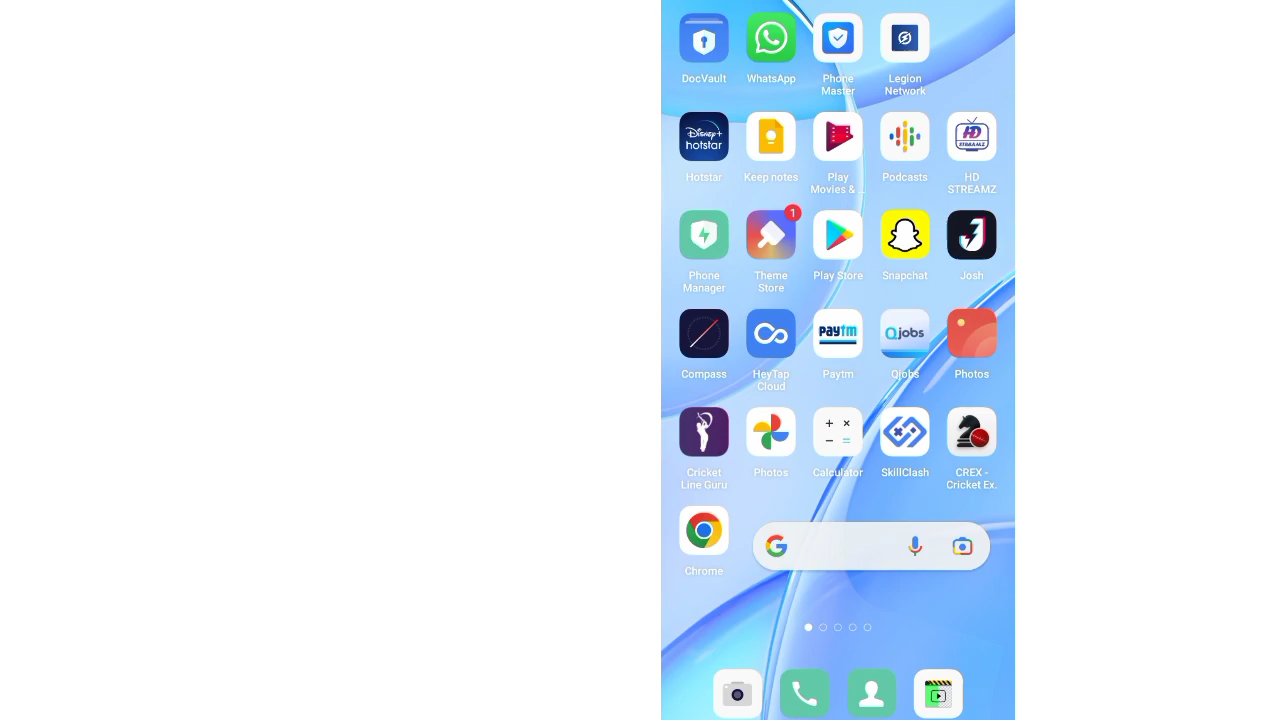 DocVault
WhatsApp
Phone
Master
Legion
Network
DISNEY+
hotstar
Hotstar
Keep notes
Play
Movies & ...
Podcasts
HD
STREAMZ
HD
STREAMZ
Phone
Manager
1
Theme
Store
Play Store
Snapchat
J
Josh
Compass
HeyTap
Cloud
paytm
Paytm
Qjobs
Qjobs
Photos
Cricket
Line Guru
Photos
Calculator
SkillClash
CREX -
Cricket Ex.
Chrome
G